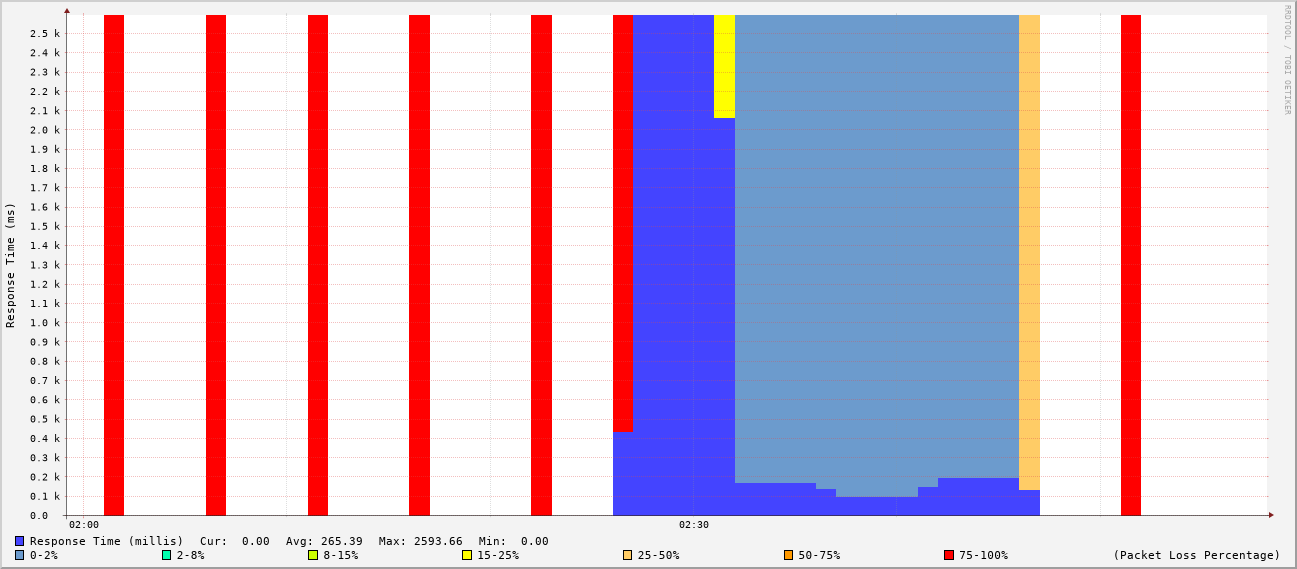 RRDTOOL / TOBI OETIKER
Response Time (ms)
2.5 k
2.4 k
2.3 k
2.2 k
2.1 k
2.0 k
1.9 k
1.8 k
1.7 k
1.6 k
1.5 k
1.4 k
1.3 k
1.2 k
1.1 k
1.0 k
0.9 k
0.8 k
0.7 k
0.6 k
0.5 k
0.4 k
0.3 k
0.2 k
0.1 k
0.0
02:00 02:30
Response Time (millis) Cur: 0.00 Avg: 265.39 Max: 2593.66 Min: 0.00
0-2% 2-8% 8-15% 15-25% 25-50% 50-75% 75-100% (Packet Loss Percentage)